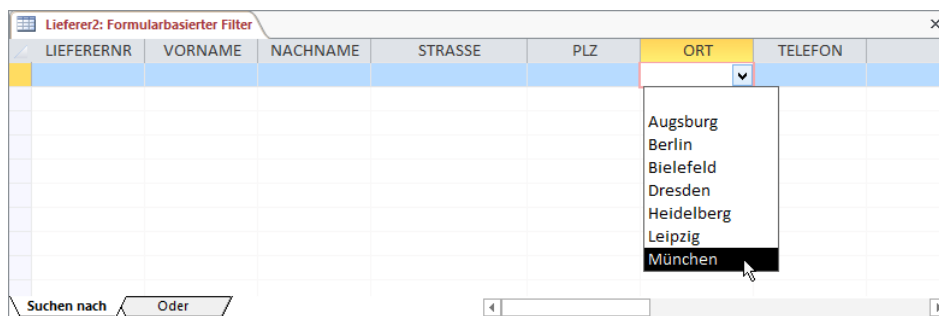 Lieferer2: Formularbasierter Filter
LIEFERERNR VORNAME NACHNAME STRASSE PLZ ORT TELEFON
Augsburg
Berlin
Bielefeld
Dresden
Heidelberg
Leipzig
München
Suchen nach Oder